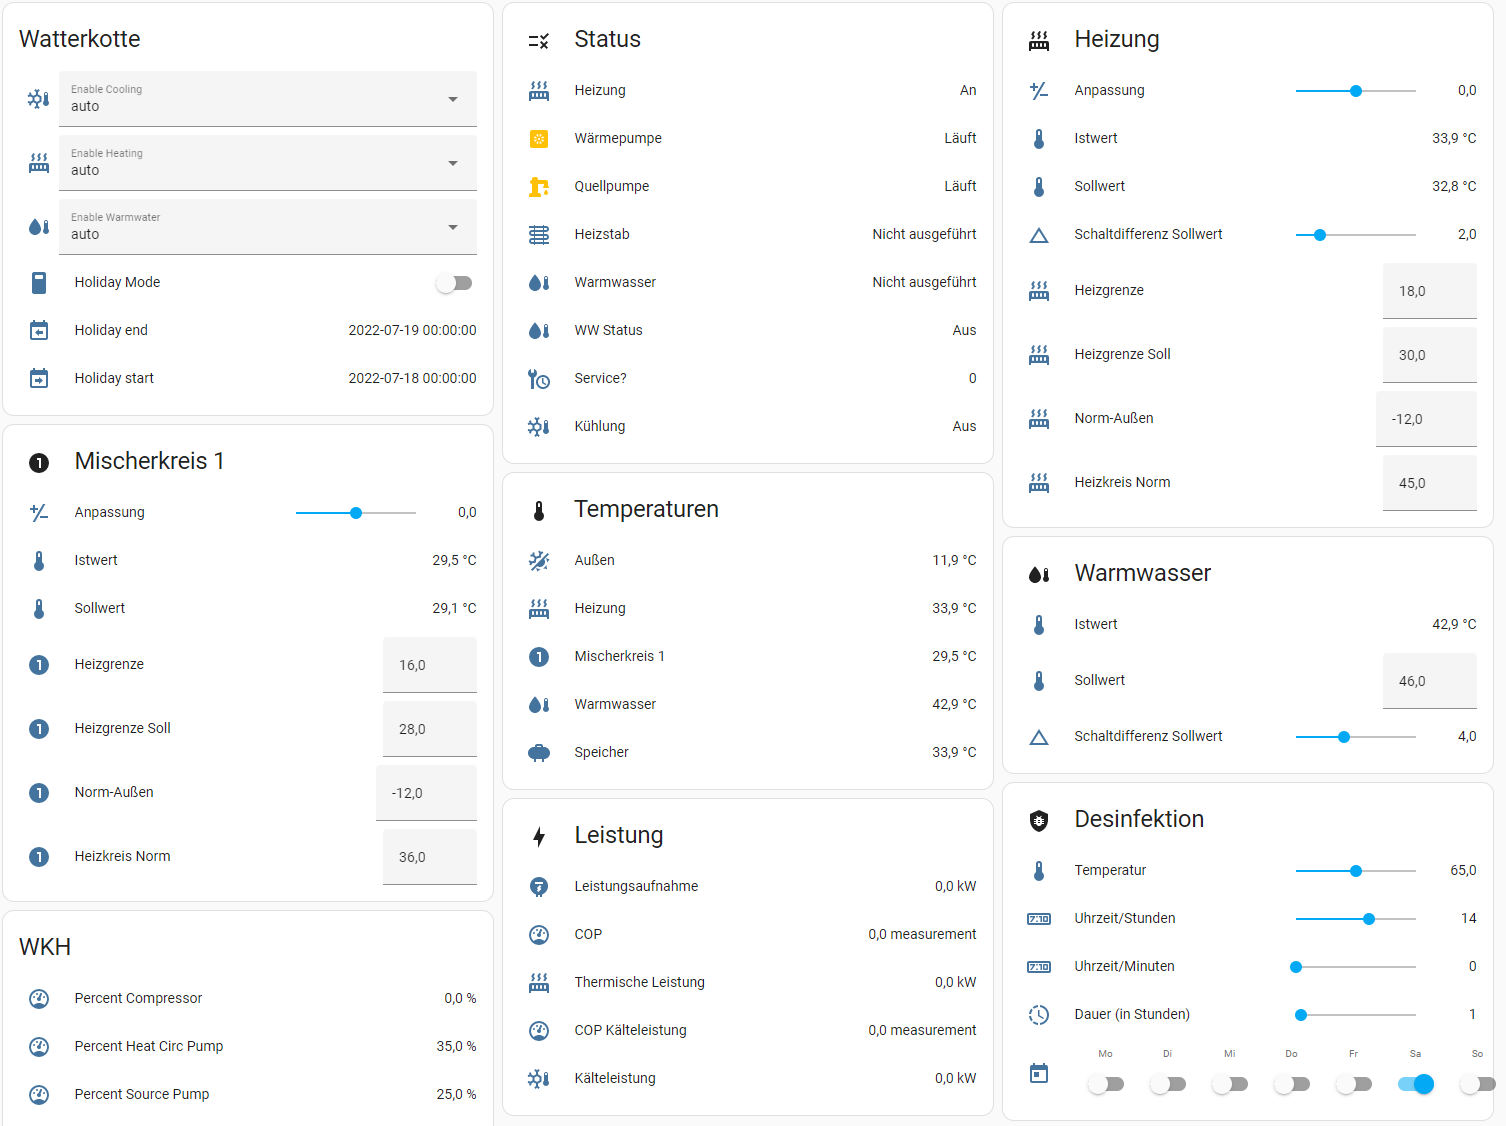 Watterkotte
Enable Cooling
auto
Enable Heating
auto
Enable Warmwater
auto
Holiday Mode
Holiday end 2022-07-19 00:00:00
Holiday start 2022-07-18 00:00:00
1 Mischerkreis 1
Anpassung 0,0
Istwert 29,5 °C
Sollwert 29,1 °C
1 Heizgrenze 16,0
1 Heizgrenze Soll 28,0
1 Norm-Außen -12,0
1 Heizkreis Norm 36,0
WKH
Percent Compressor 0,0 %
Percent Heat Circ Pump 35,0 %
Percent Source Pump 25,0 %
Status
Heizung An
Wärmepumpe Läuft
Quellpumpe Läuft
Heizstab Nicht ausgeführt
Warmwasser Nicht ausgeführt
WW Status Aus
Service? 0
Kühlung Aus
Temperaturen
Außen 11,9 °C
Heizung 33,9 °C
1 Mischerkreis 1 29,5 °C
Warmwasser 42,9 °C
Speicher 33,9 °C
Leistung
Leistungsaufnahme 0,0 kW
COP 0,0 measurement
Thermische Leistung 0,0 kW
COP Kälteleistung 0,0 measurement
Kälteleistung 0,0 kW
Heizung
Anpassung 0,0
Istwert 33,9 °C
Sollwert 32,8 °C
Schaltdifferenz Sollwert 2,0
Heizgrenze 18,0
Heizgrenze Soll 30,0
Norm-Außen -12,0
Heizkreis Norm 45,0
Warmwasser
Istwert 42,9 °C
Sollwert 46,0
Schaltdifferenz Sollwert 4,0
Desinfektion
Temperatur 65,0
7:10 Uhrzeit/Stunden 14
7:10 Uhrzeit/Minuten 0
Dauer (in Stunden) 1
Mo Di Mi Do Fr Sa So